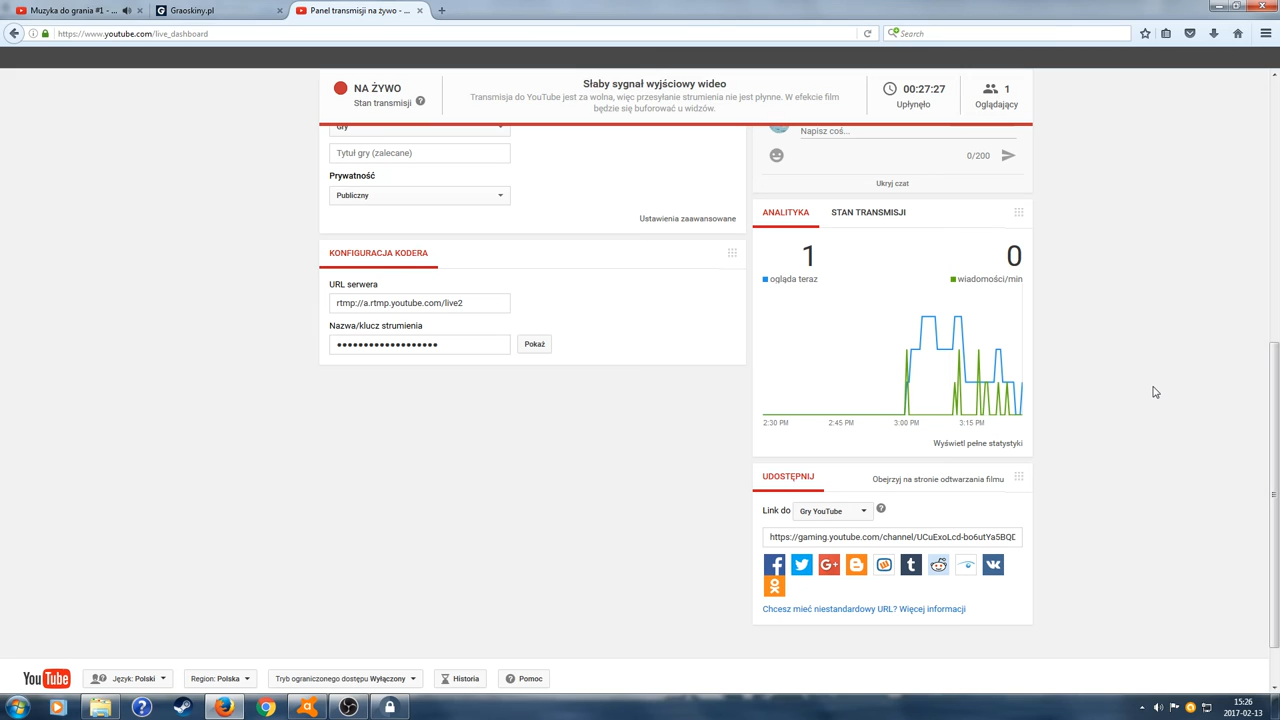 Muzyka do grania #1 -
Graoskiny.pl
Panel transmisji na żywo - ...
https://www.youtube.com/live_dashboard
Search
NA ŻYWO
Stan transmisji
Słaby sygnał wyjściowy wideo
Transmisja do YouTube jest za wolna, więc przesyłanie strumienia nie jest płynne. W efekcie film
będzie się buforować u widzów.
00:27:27
Upłynęło
1
Oglądający
Gry
Tytuł gry (zalecane)
Prywatność
Publiczny
Ustawienia zaawansowane
KONFIGURACJA KODERA
URL serwera
rtmp://a.rtmp.youtube.com/live2
Nazwa/klucz strumienia
Pokaż
Napisz coś...
0/200
Ukryj czat
ANALITYKA
STAN TRANSMISJI
1
0
ogląda teraz
wiadomości/min
2:30 PM
2:45 PM
3:00 PM
3:15 PM
Wyświetl pełne statystyki
UDOSTĘPNIJ
Obejrzyj na stronie odtwarzania filmu
Link do
Gry YouTube
https://gaming.youtube.com/channel/UCuExoLcd-bo6utYa5BQD
Chcesz mieć niestandardowy URL? Więcej informacji
YouTube
Język: Polski
Region: Polska
Tryb ograniczonego dostępu Wyłączony
Historia
Pomoc
15:26
2017-02-13